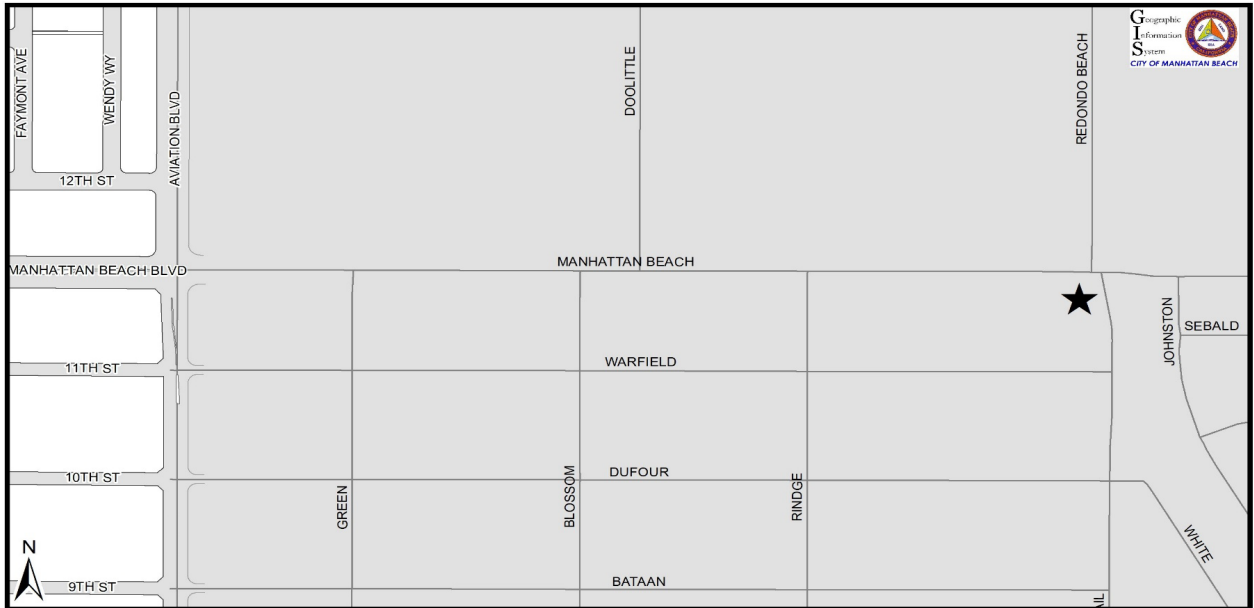 Geographic
Information
System
CITY OF MANHATTAN BEACH
FAYMONT AVE
WENDY WY
AVIATION BLVD
DOOLITTLE
REDONDO BEACH
12TH ST
MANHATTAN BEACH BLVD
MANHATTAN BEACH
JOHNSTON
SEBALD
11TH ST
WARFIELD
10TH ST
DUFOUR
GREEN
BLOSSOM
RINDGE
WHITE
N
9TH ST
BATAAN